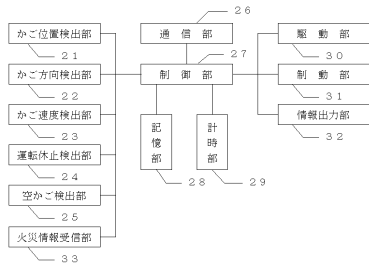 かご位置検出部
21
かご方向検出部
22
かご速度検出部
23
運転休止検出部
24
空かご検出部
25
火災情報受信部
33
通信部
26
制御部
27
記憶部
28
計時部
29
駆動部
30
制動部
31
情報出力部
32